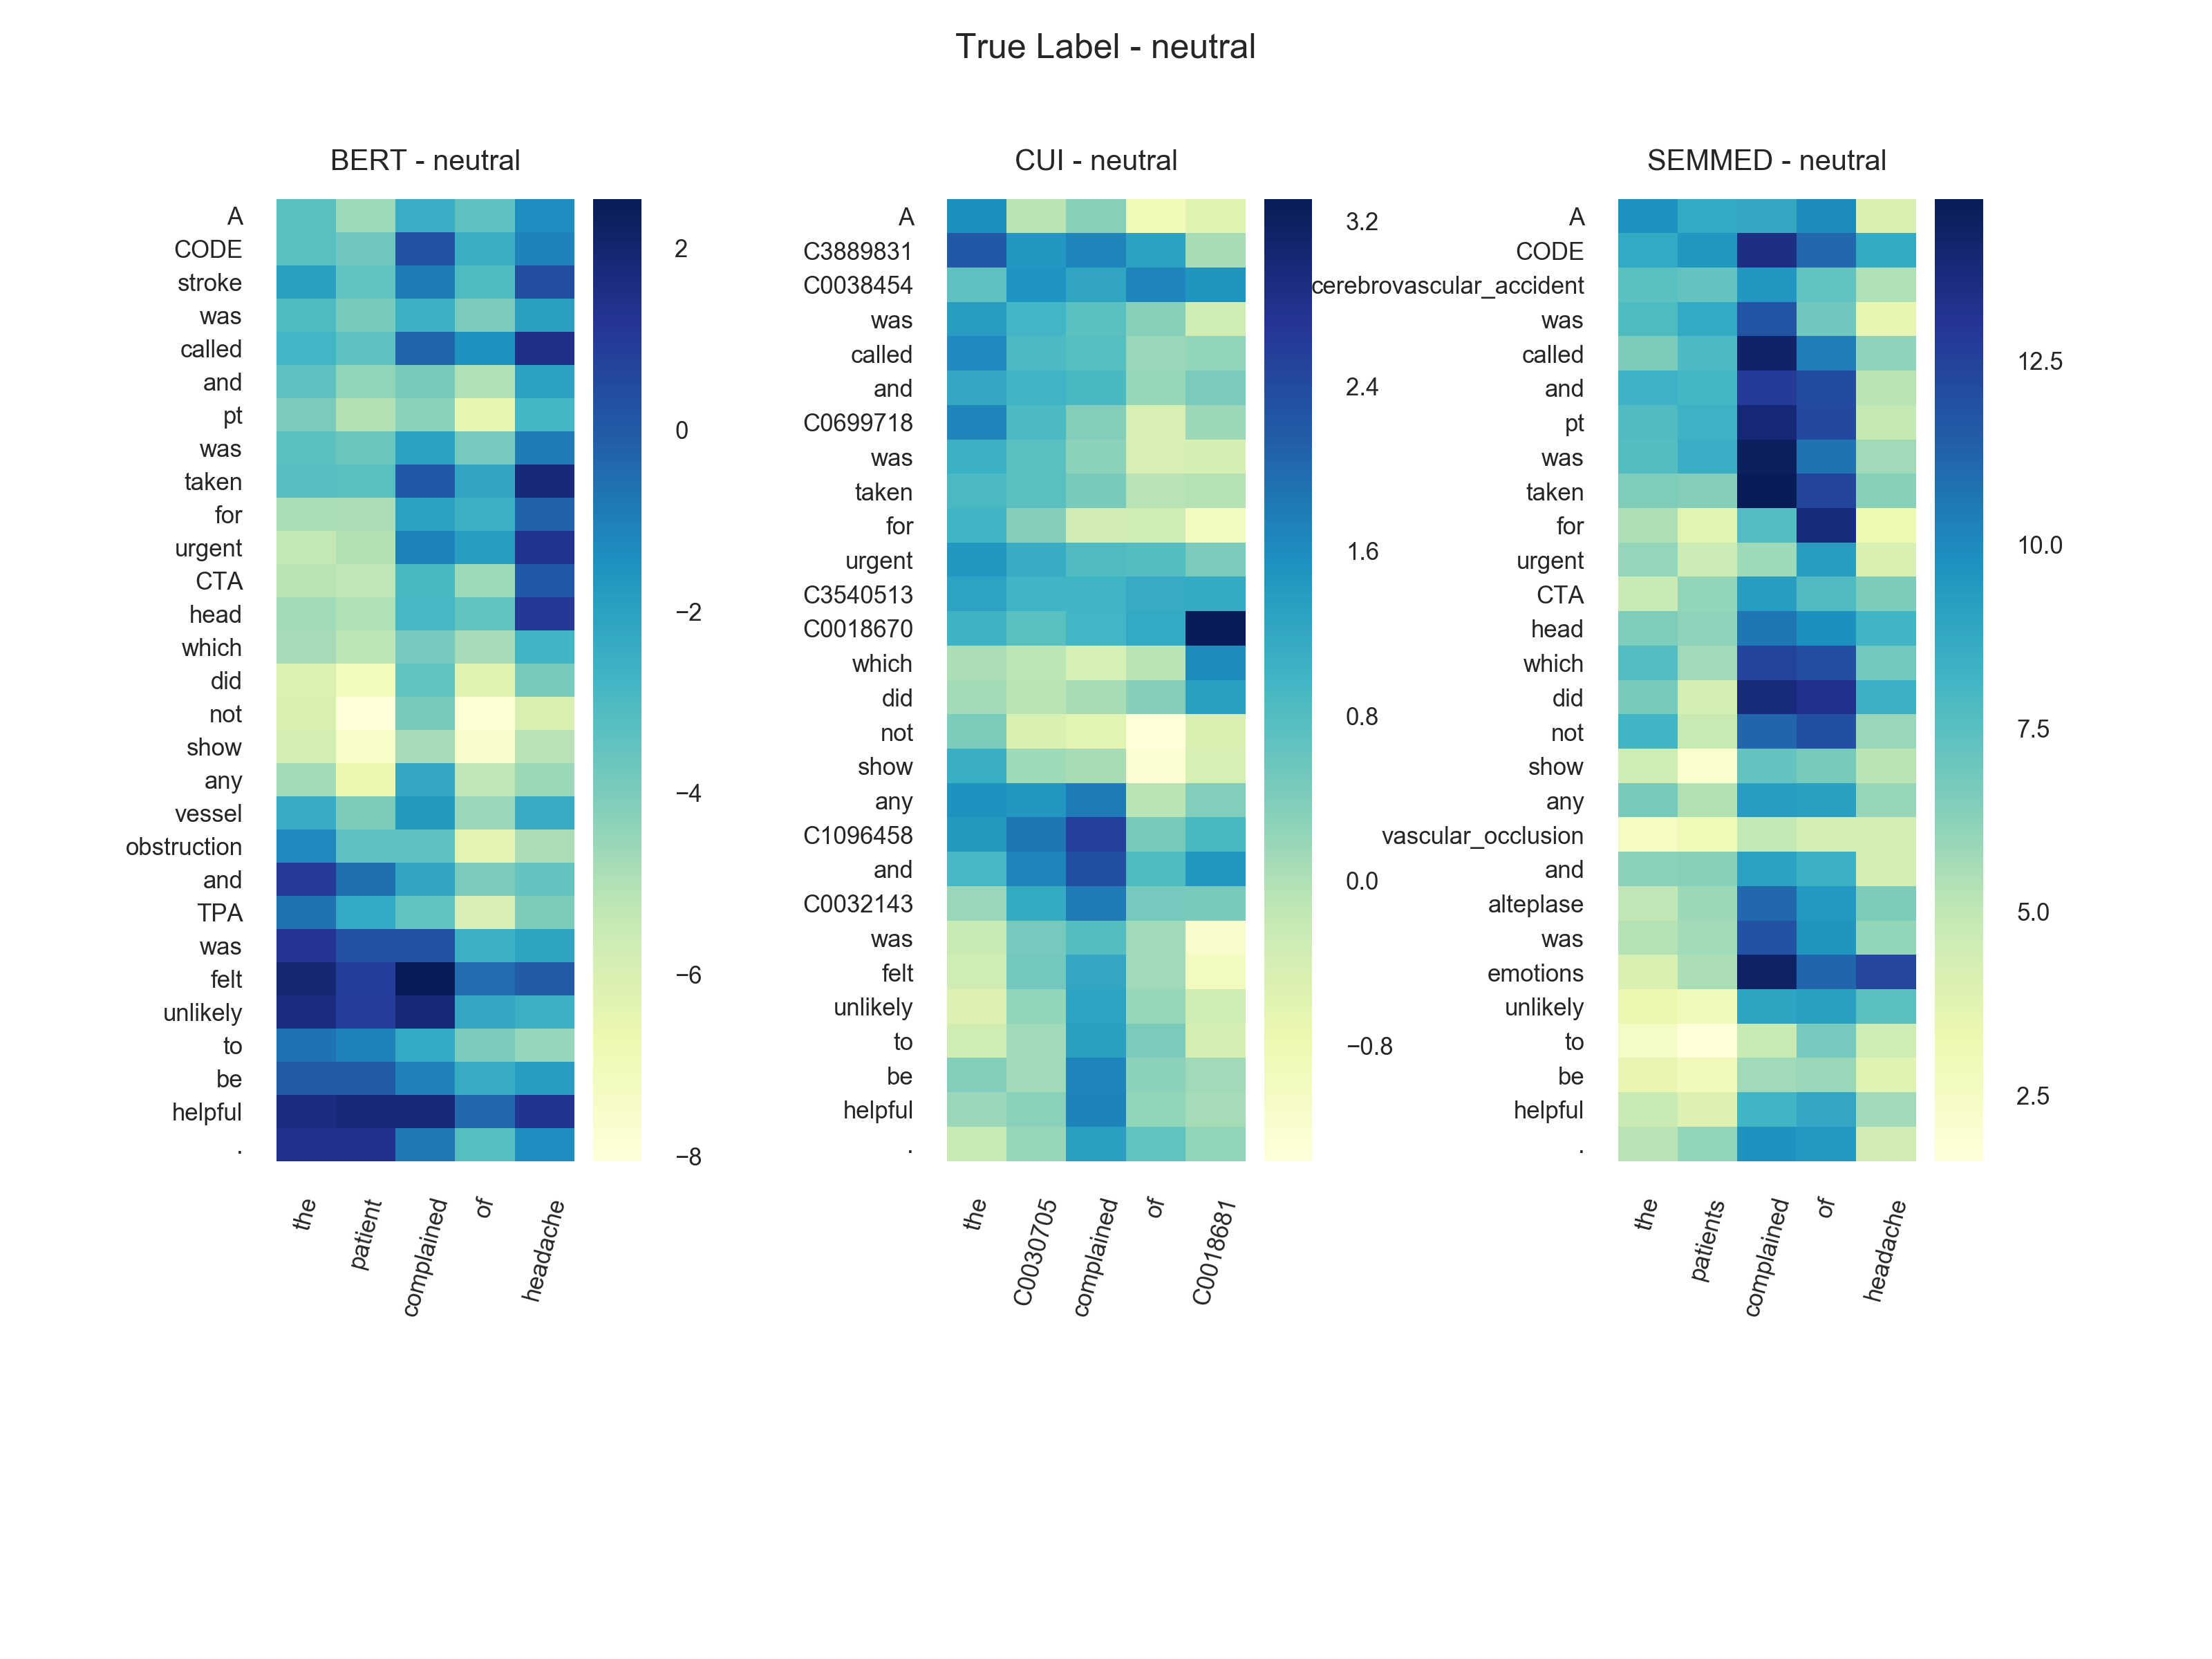 True Label - neutral
BERT - neutral
A
CODE
stroke
was
called
and
pt
was
taken
for
urgent
CTA
head
which
did
not
show
any
vessel
obstruction
and
TPA
was
felt
unlikely
to
be
helpful
.
the
patient
complained
of
headache
2
0
−2
−4
−6
−8
CUI - neutral
A
C3889831
C0038454
was
called
and
C0699718
was
taken
for
urgent
C3540513
C0018670
which
did
not
show
any
C1096458
and
C0032143
was
felt
unlikely
to
be
helpful
.
the
C0030705
complained
of
C0018681
3.2
2.4
1.6
0.8
0.0
−0.8
SEMMED - neutral
A
CODE
cerebrovascular_accident
was
called
and
pt
was
taken
for
urgent
CTA
head
which
did
not
show
any
vascular_occlusion
and
alteplase
was
emotions
unlikely
to
be
helpful
.
the
patients
complained
of
headache
12.5
10.0
7.5
5.0
2.5